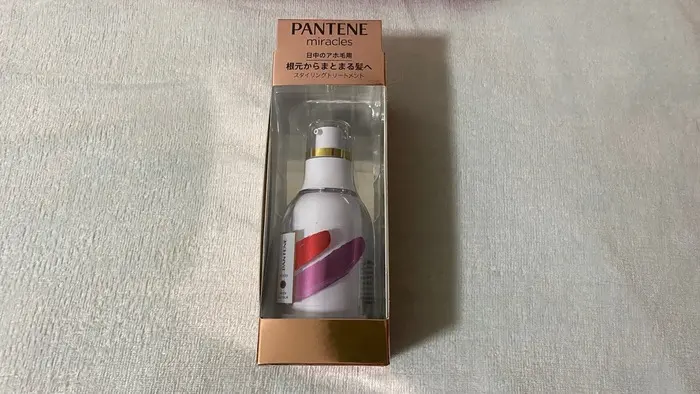 PANTENE
miracles
日中のアホ毛用
根元からまとまる髪へ
スタイリングトリートメント
PANTENE